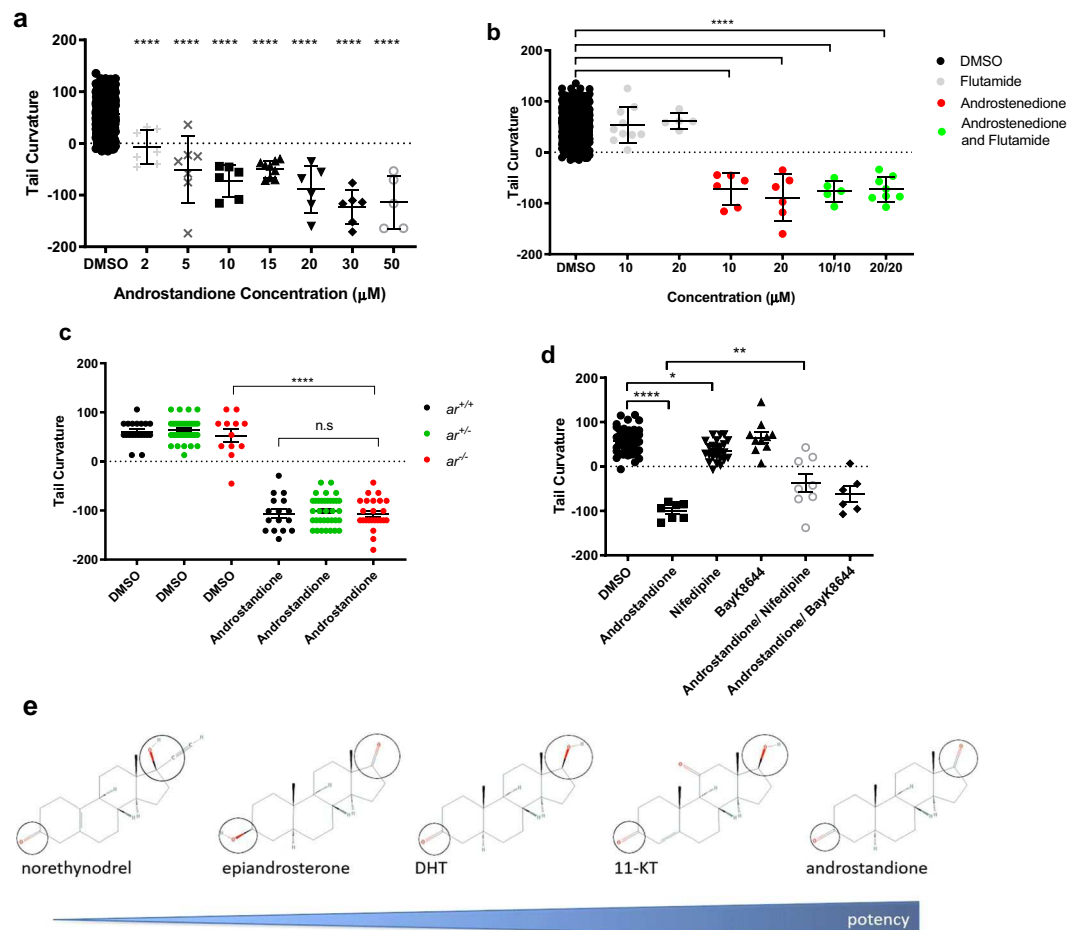 a
200
100
0
-100
-200
Tail Curvature
**** **** **** **** **** **** ****
DMSO 2 5 10 15 20 30 50
Androstandione Concentration (µM)
b
****
200
100
0
-100
-200
Tail Curvature
DMSO 10 20 10 20 10/10 20/20
Concentration (µM)
DMSO
Flutamide
Androstenedione
Androstenedione
and Flutamide
c
200
100
0
-100
-200
Tail Curvature
****
n.s
ar+/+
ar+/-
ar-/-
DMSO
DMSO
DMSO
Androstandione
Androstandione
Androstandione
d
**
*
****
200
100
0
-100
-200
Tail Curvature
DMSO
Androstandione
Nifedipine
BayK8644
Androstandione/ Nifedipine
Androstandione/ BayK8644
e
norethynodrel
epiandrosterone
DHT
11-KT
androstandione
potency